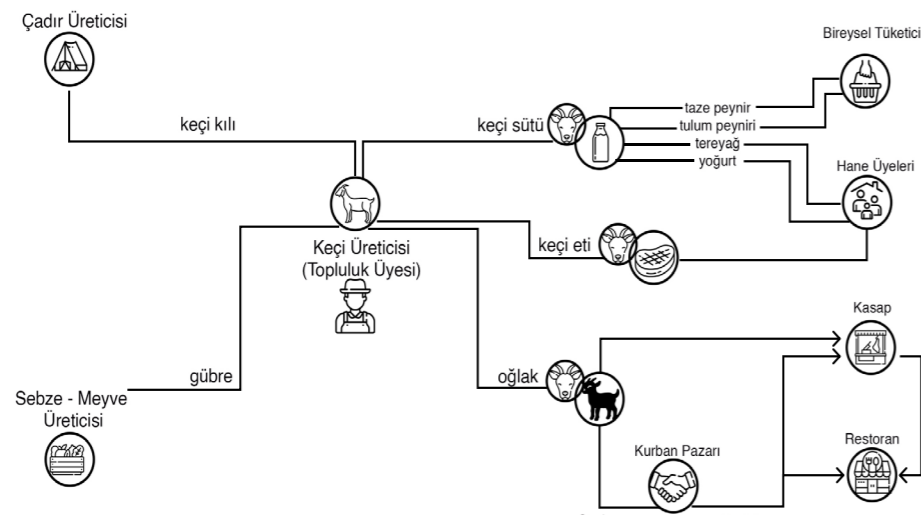 Çadır Üreticisi
Bireysel Tüketici
keçi kılı
keçi sütü
taze peynir
tulum peyniri
tereyağ
yoğurt
Hane Üyeleri
Keçi Üreticisi
(Topluluk Üyesi)
keçi eti
Kasap
gübre
oğlak
Sebze - Meyve
Üreticisi
Kurban Pazarı
Restoran